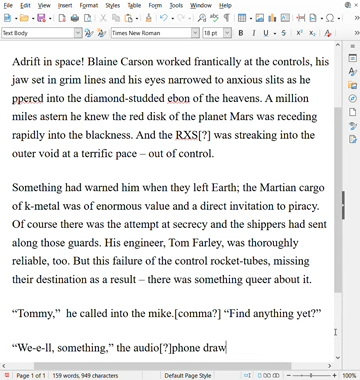 File Edit View Insert Format Styles Table Form Tools Window Help
Text Body Times New Roman 18 pt
Adrift in space! Blaine Carson worked frantically at the controls, his
jaw set in grim lines and his eyes narrowed to anxious slits as he
ppered into the diamond-studded ebon of the heavens. A million
miles astern he knew the red disk of the planet Mars was receding
rapidly into the blackness. And the RXS[?] was streaking into the
outer void at a terrific pace – out of control.
Something had warned him when they left Earth; the Martian cargo
of k-metal was of enormous value and a direct invitation to piracy.
Of course there was the attempt at secrecy and the shippers had sent
along those guards. His engineer, Tom Farley, was thoroughly
reliable, too. But this failure of the control rocket-tubes, missing
their destination as a result – there was something queer about it.
“Tommy,” he called into the mike.[comma?] “Find anything yet?”
“We-e-ll, something,” the audio[?]phone draw
Page 1 of 1 159 words, 949 characters Default Page Style 100%